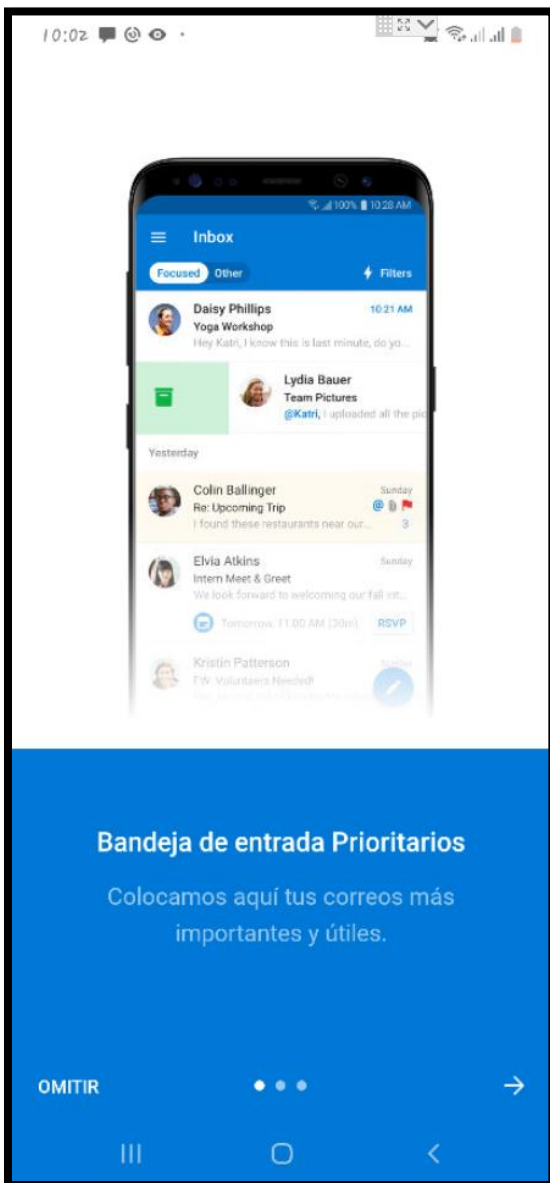 10:02
100% 10:28 AM
Inbox
Focused Other Filters
Daisy Phillips 10:21 AM
Yoga Workshop
Hey Katri, I know this is last minute, do yo...
Lydia Bauer
Team Pictures
@Katri, I uploaded all the pic
Yesterday
Colin Ballinger Sunday
Re: Upcoming Trip
I found these restaurants near our... 3
Elvia Atkins Sunday
Intern Meet & Greet
We look forward to welcoming our fall int...
Tomorrow, 11:00 AM (30m) RSVP
Kristin Patterson
FW: Volunteers Needed!
Bandeja de entrada Prioritarios
Colocamos aquí tus correos más
importantes y útiles.
OMITIR